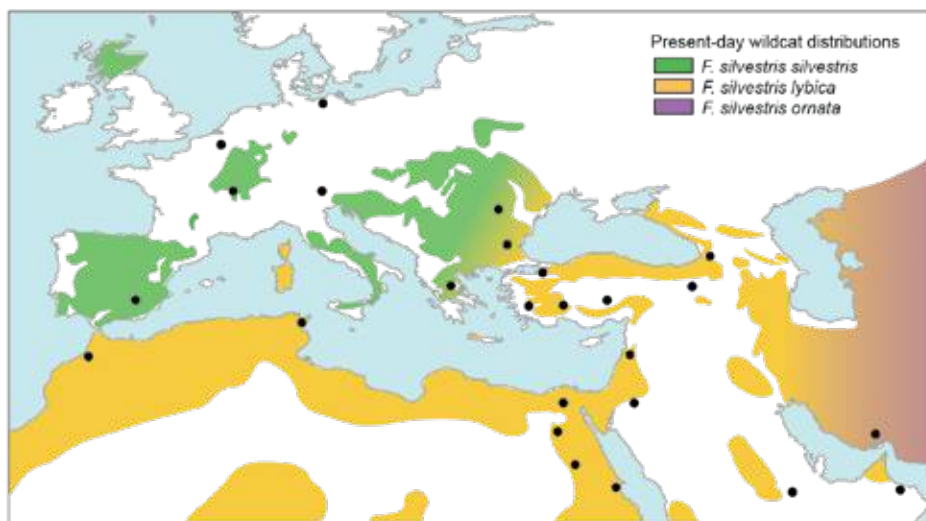 Present-day wildcat distributions
F. silvestris silvestris
F. silvestris lybica
F. silvestris ornata